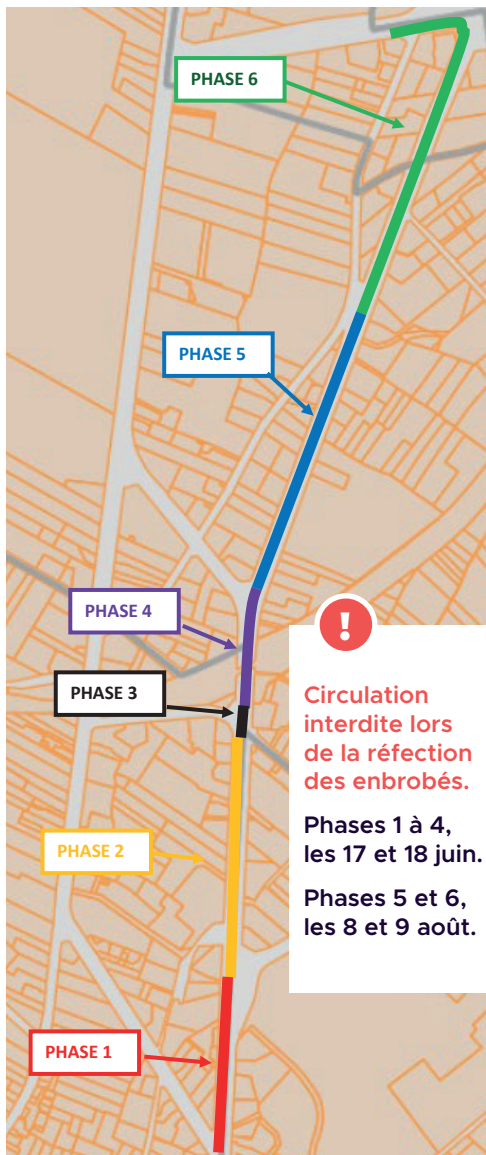 PHASE 6
PHASE 5
PHASE 4
PHASE 3
PHASE 2
PHASE 1
!
Circulation
interdite lors
de la réfection
des enbrobés.
Phases 1 à 4,
les 17 et 18 juin.
Phases 5 et 6,
les 8 et 9 août.